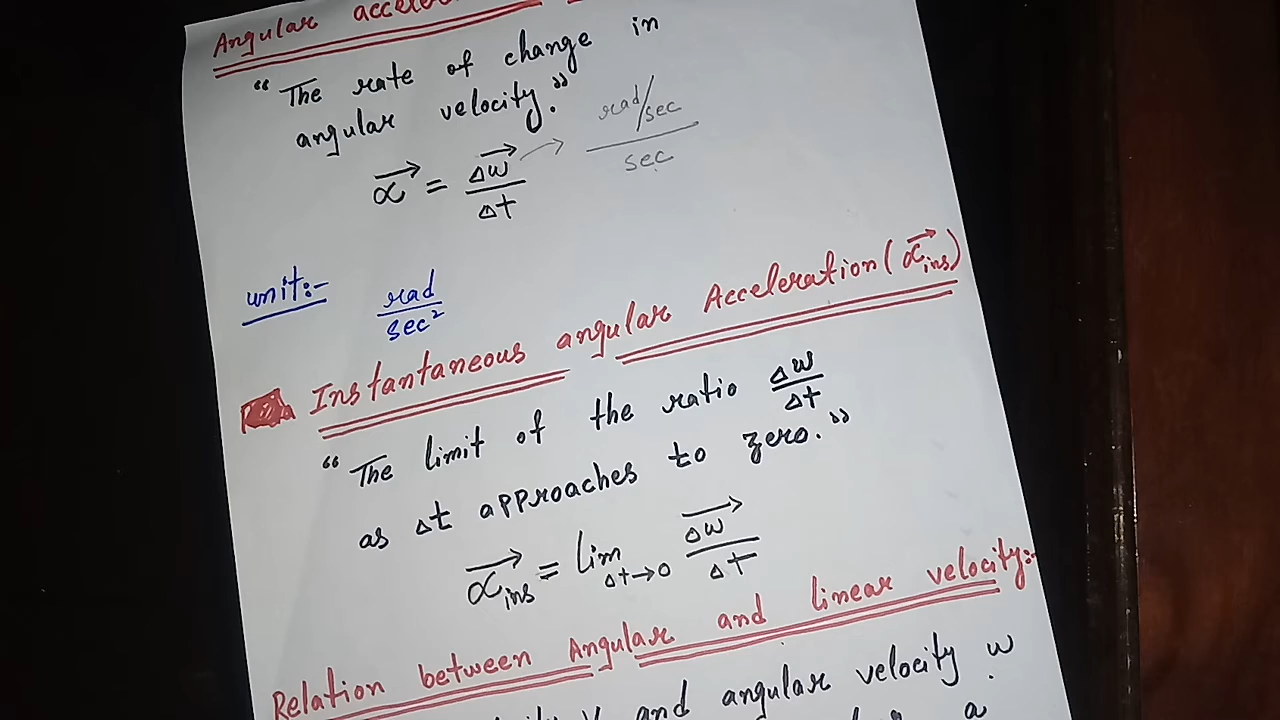 Angular
"The rate of change in
angular velocity."
α⃗ = Δω⃗/Δt → rad/sec / sec
unit:- rad/sec²
Instantaneous angular Acceleration (α⃗ins)
"The limit of the ratio Δω/Δt
as Δt approaches to zero."
α⃗ins = lim Δt→0 Δω⃗/Δt
Relation between Angular and linear velocity:-
v and angular velocity ω
a